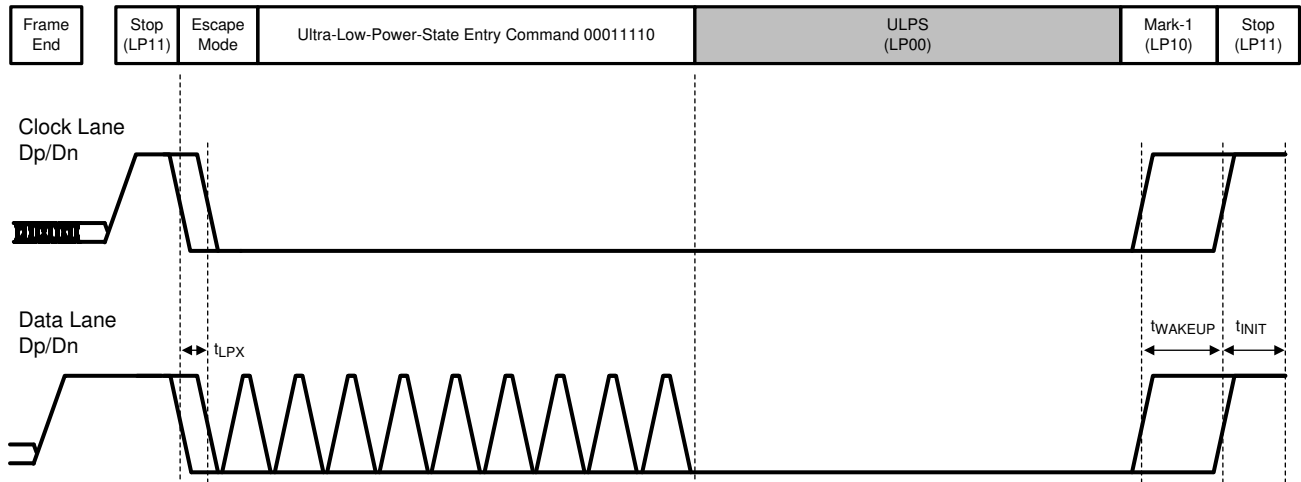 Frame
End
Stop
(LP11)
Escape
Mode
Ultra-Low-Power-State Entry Command 00011110
ULPS
(LP00)
Mark-1
(LP10)
Stop
(LP11)
Clock Lane
Dp/Dn
Data Lane
Dp/Dn
tLPX
tWAKEUP
tINIT